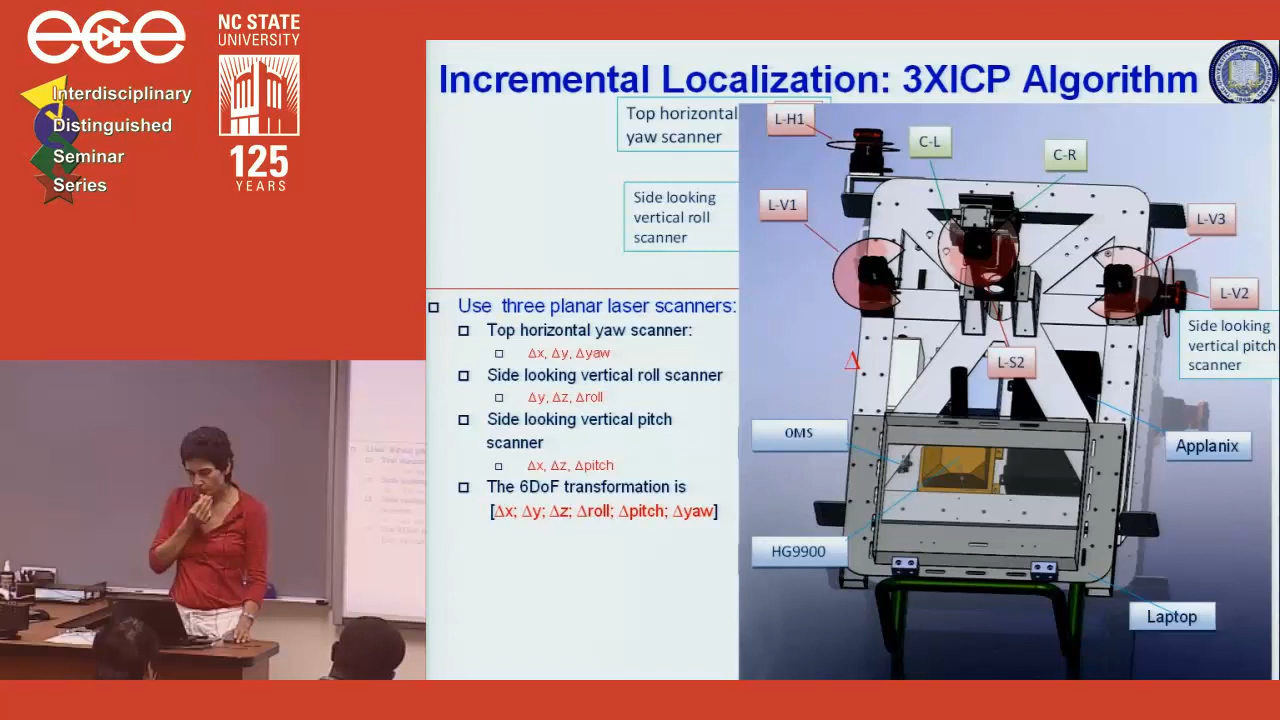 ece
Interdisciplinary
Distinguished
Seminar
Series
NC STATE
UNIVERSITY
125
YEARS
Incremental Localization: 3XICP Algorithm
Top horizontal
yaw scanner
Side looking
vertical roll
scanner
Use three planar laser scanners:
Top horizontal yaw scanner:
Δx, Δy, Δyaw
Side looking vertical roll scanner
Δy, Δz, Δroll
Side looking vertical pitch
scanner
Δx, Δz, Δpitch
The 6DoF transformation is
[Δx; Δy; Δz; Δroll; Δpitch; Δyaw]
L-H1
C-L
C-R
L-V1
L-V3
L-V2
Side looking
vertical pitch
scanner
L-S2
Δ
OMS
Applanix
HG9900
Laptop